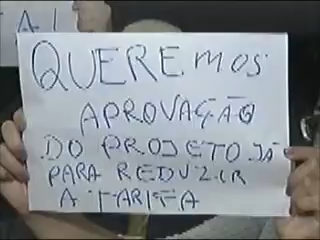 QUEREMOS
APROVAÇÃO
DO PROJETO JÁ
PARA REDUZIR
A TARIFA